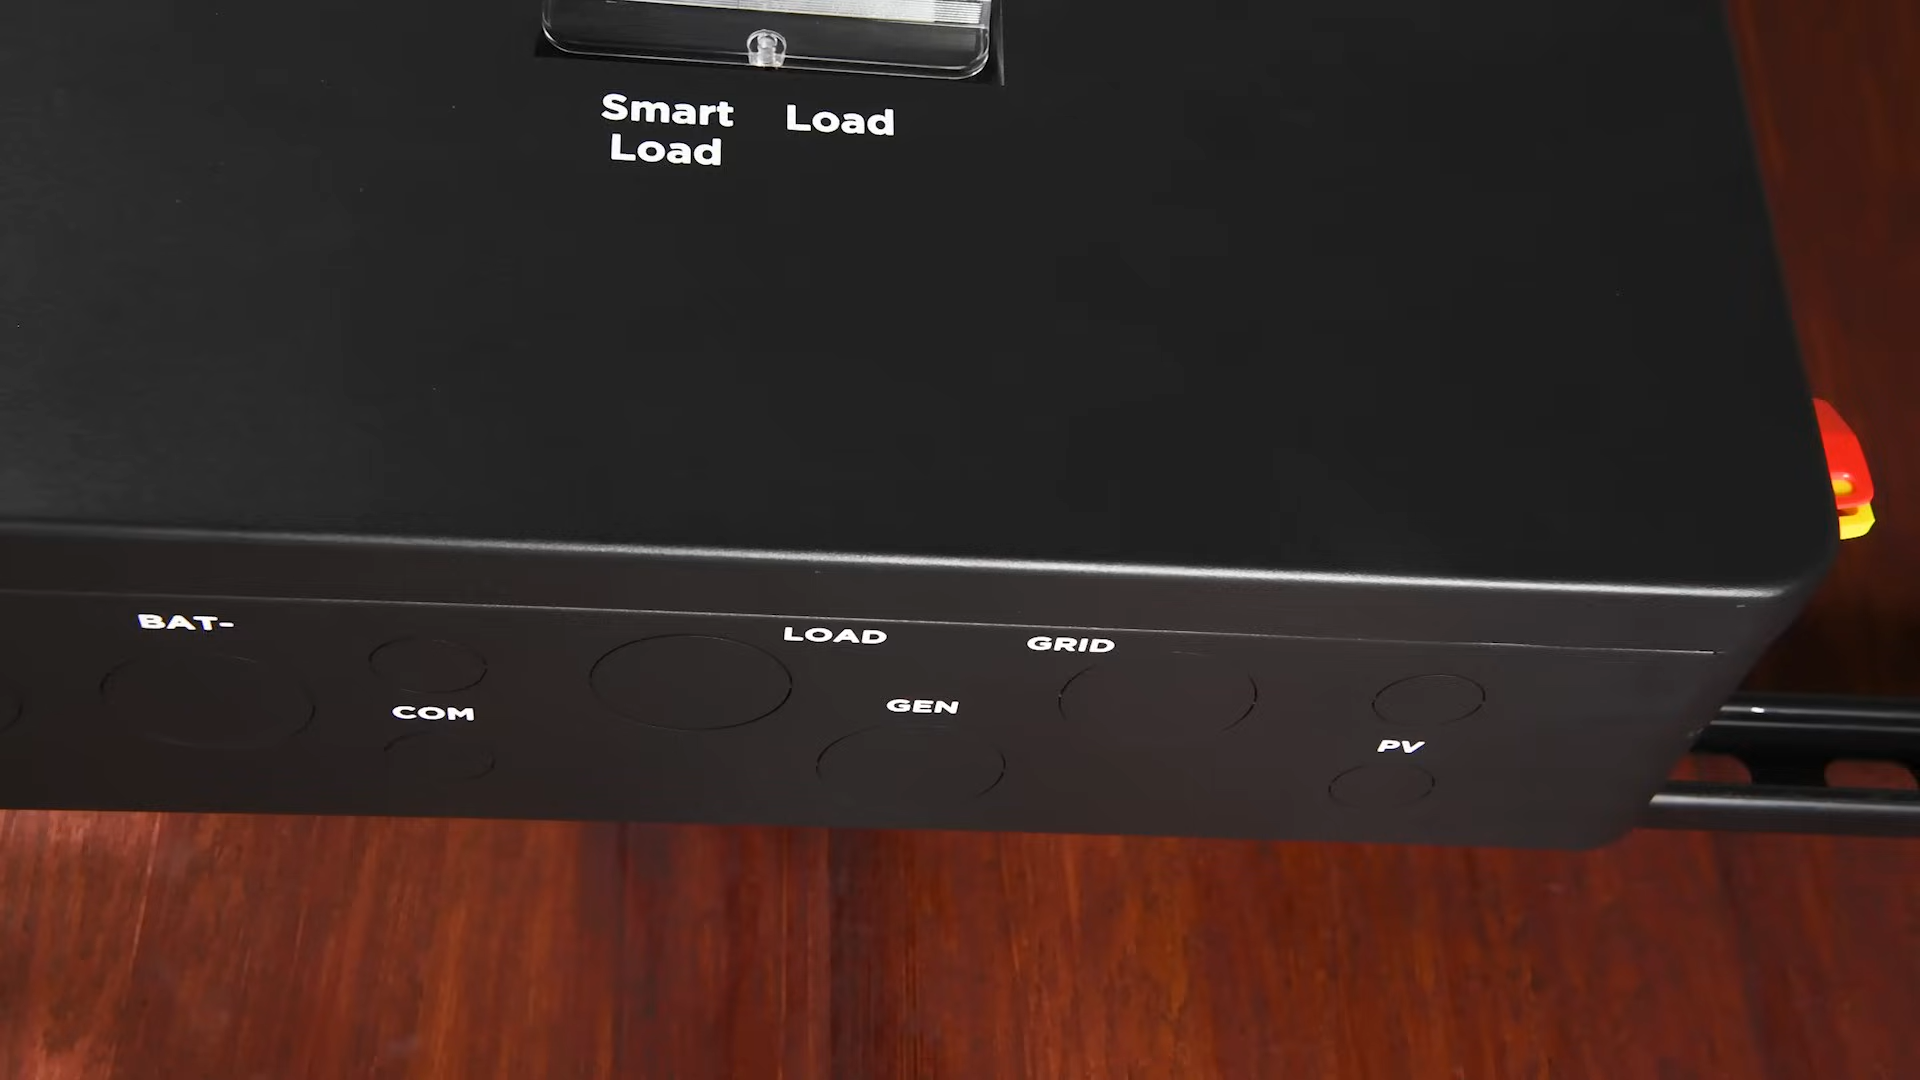 Smart Load
Load
BAT-
COM
LOAD
GEN
GRID
PV